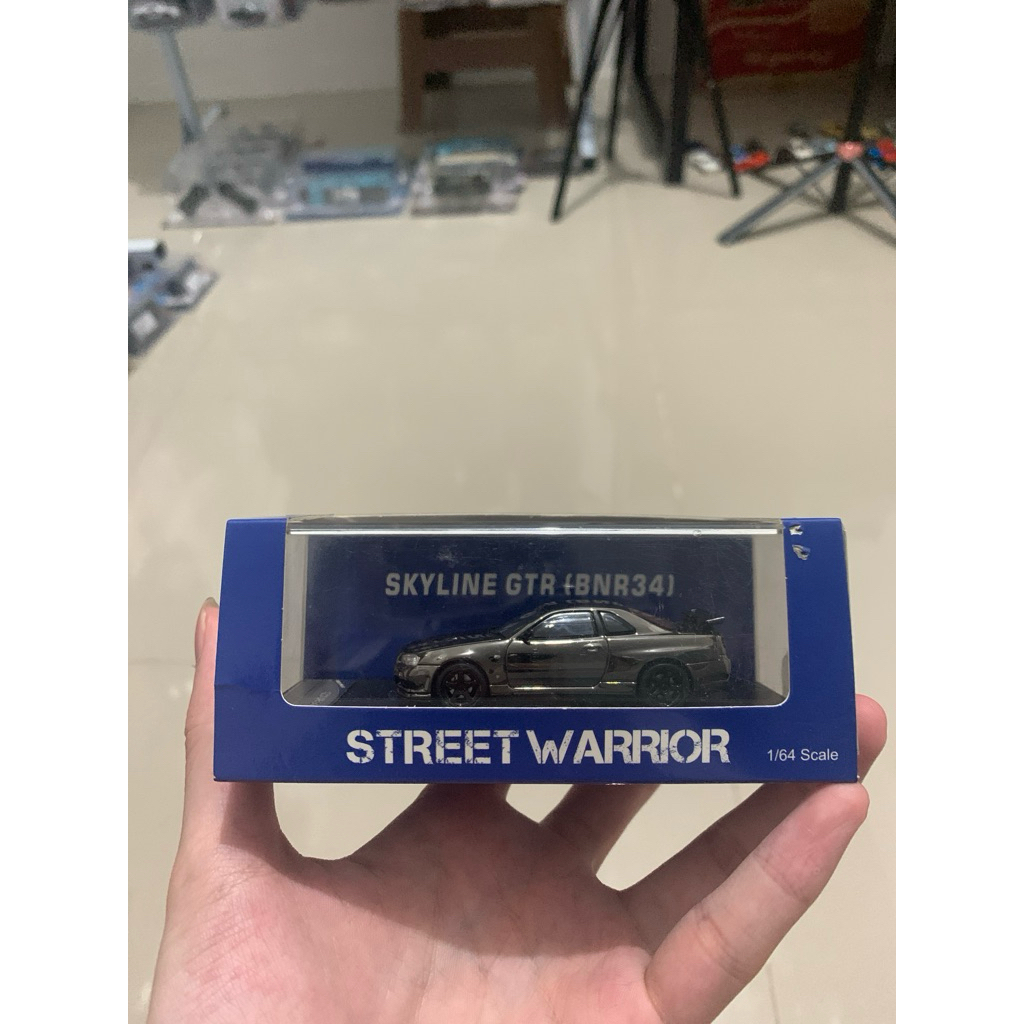 SKYLINE GTR (BNR34)
STREET WARRIOR
1/64 Scale